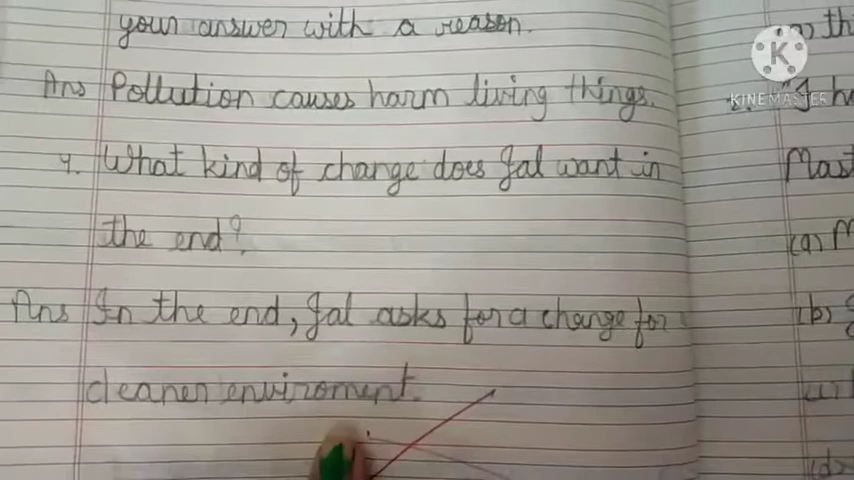 your answer with a reason.
Ans Pollution causes harm living things.
4. What kind of change does Jal want in
the end?
Ans In the end, Jal asks for a change for
cleaner enviroment.
KINEMASTER
(b)
(d)